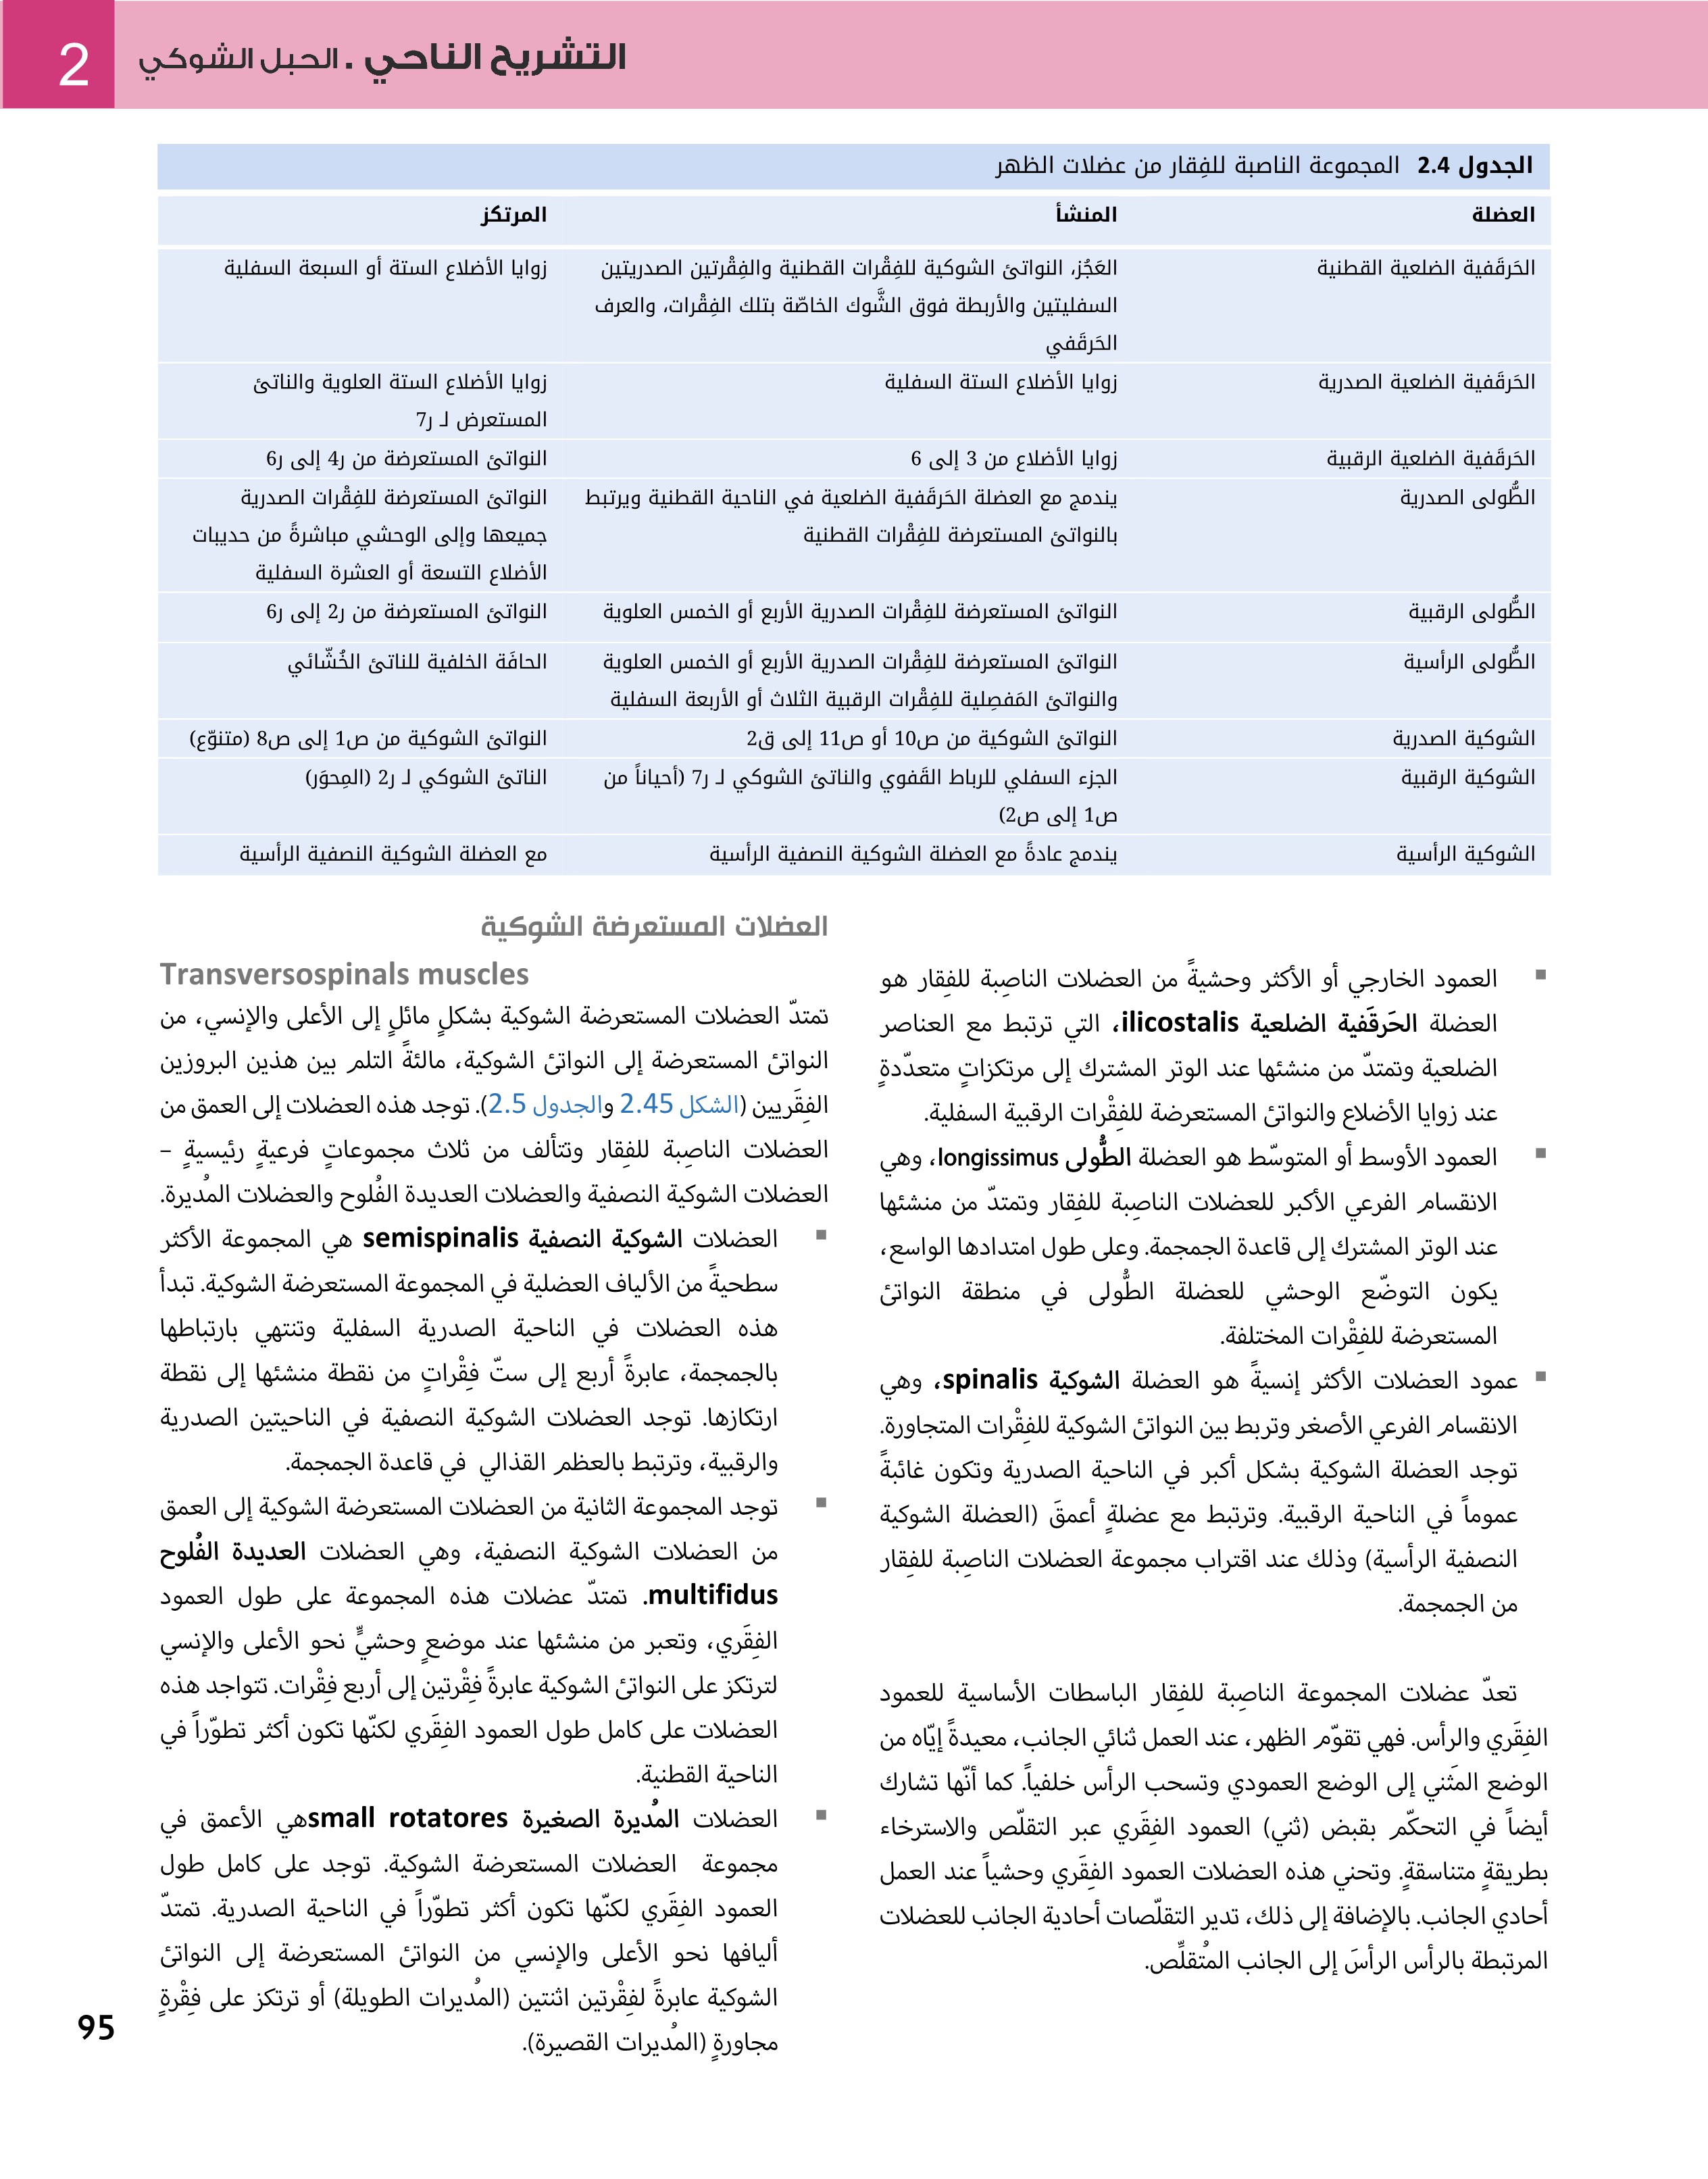 التشريح الناحي . الحبل الشوكي
2
الجدول 2.4 المجموعة الناصبة للفِقار من عضلات الظهر
العضلة المنشأ المرتكز
الحَرقَفية الضلعية القطنية العَجُز، النواتئ الشوكية للفِقْرات القطنية والفِقْرتين الصدريتين زوايا الأضلاع الستة أو السبعة السفلية
السفليتين والأربطة فوق الشَّوك الخاصّة بتلك الفِقْرات، والعرف
الحَرقَفي
الحَرقَفية الضلعية الصدرية زوايا الأضلاع الستة السفلية زوايا الأضلاع الستة العلوية والناتئ
المستعرض لـ ر7
الحَرقَفية الضلعية الرقبية زوايا الأضلاع من 3 إلى 6 النواتئ المستعرضة من ر4 إلى ر6
الطُّولى الصدرية يندمج مع العضلة الحَرقَفية الضلعية في الناحية القطنية ويرتبط النواتئ المستعرضة للفِقْرات الصدرية
بالنواتئ المستعرضة للفِقْرات القطنية جميعها وإلى الوحشي مباشرةً من حديبات
الأضلاع التسعة أو العشرة السفلية
الطُّولى الرقبية النواتئ المستعرضة للفِقْرات الصدرية الأربع أو الخمس العلوية النواتئ المستعرضة من ر2 إلى ر6
الطُّولى الرأسية النواتئ المستعرضة للفِقْرات الصدرية الأربع أو الخمس العلوية الحافَة الخلفية للناتئ الخُشّائي
والنواتئ المَفصِلية للفِقْرات الرقبية الثلاث أو الأربعة السفلية
الشوكية الصدرية النواتئ الشوكية من ص10 أو ص11 إلى ق2 النواتئ الشوكية من ص1 إلى ص8 (متنوّع)
الشوكية الرقبية الجزء السفلي للرباط القَفوي والناتئ الشوكي لـ ر7 (أحياناً من الناتئ الشوكي لـ ر2 (المِحوَر)
ص1 إلى ص2)
الشوكية الرأسية يندمج عادةً مع العضلة الشوكية النصفية الرأسية مع العضلة الشوكية النصفية الرأسية
▪ العمود الخارجي أو الأكثر وحشيةً من العضلات الناصِبة للفِقار هو
العضلة الحَرقَفية الضلعية ilicostalis، التي ترتبط مع العناصر
الضلعية وتمتدّ من منشئها عند الوتر المشترك إلى مرتكزاتٍ متعدّدةٍ
عند زوايا الأضلاع والنواتئ المستعرضة للفِقْرات الرقبية السفلية.
▪ العمود الأوسط أو المتوسّط هو العضلة الطُّولى longissimus، وهي
الانقسام الفرعي الأكبر للعضلات الناصِبة للفِقار وتمتدّ من منشئها
عند الوتر المشترك إلى قاعدة الجمجمة. وعلى طول امتدادها الواسع،
يكون التوضّع الوحشي للعضلة الطُّولى في منطقة النواتئ
المستعرضة للفِقْرات المختلفة.
▪ عمود العضلات الأكثر إنسيةً هو العضلة الشوكية spinalis، وهي
الانقسام الفرعي الأصغر وتربط بين النواتئ الشوكية للفِقْرات المتجاورة.
توجد العضلة الشوكية بشكل أكبر في الناحية الصدرية وتكون غائبةً
عموماً في الناحية الرقبية. وترتبط مع عضلةٍ أعمقَ (العضلة الشوكية
النصفية الرأسية) وذلك عند اقتراب مجموعة العضلات الناصِبة للفِقار
من الجمجمة.
تعدّ عضلات المجموعة الناصِبة للفِقار الباسطات الأساسية للعمود
الفِقَري والرأس. فهي تقوّم الظهر، عند العمل ثنائي الجانب، معيدةً إيّاه من
الوضع المَثني إلى الوضع العمودي وتسحب الرأس خلفياً. كما أنّها تشارك
أيضاً في التحكّم بقبض (ثني) العمود الفِقَري عبر التقلّص والاسترخاء
بطريقةٍ متناسقةٍ. وتحني هذه العضلات العمود الفِقَري وحشياً عند العمل
أحادي الجانب. بالإضافة إلى ذلك، تدير التقلّصات أحادية الجانب للعضلات
المرتبطة بالرأس الرأسَ إلى الجانب المُتقلِّص.
العضلات المستعرضة الشوكية
Transversospinals muscles
تمتدّ العضلات المستعرضة الشوكية بشكلٍ مائلٍ إلى الأعلى والإنسي، من
النواتئ المستعرضة إلى النواتئ الشوكية، مالئةً التلم بين هذين البروزين
الفِقَريين (الشكل 2.45 والجدول 2.5). توجد هذه العضلات إلى العمق من
العضلات الناصِبة للفِقار وتتألف من ثلاث مجموعاتٍ فرعيةٍ رئيسيةٍ –
العضلات الشوكية النصفية والعضلات العديدة الفُلوح والعضلات المُديرة.
▪ العضلات الشوكية النصفية semispinalis هي المجموعة الأكثر
سطحيةً من الألياف العضلية في المجموعة المستعرضة الشوكية. تبدأ
هذه العضلات في الناحية الصدرية السفلية وتنتهي بارتباطها
بالجمجمة، عابرةً أربع إلى ستّ فِقْراتٍ من نقطة منشئها إلى نقطة
ارتكازها. توجد العضلات الشوكية النصفية في الناحيتين الصدرية
والرقبية، وترتبط بالعظم القذالي في قاعدة الجمجمة.
▪ توجد المجموعة الثانية من العضلات المستعرضة الشوكية إلى العمق
من العضلات الشوكية النصفية، وهي العضلات العديدة الفُلوح
multifidus. تمتدّ عضلات هذه المجموعة على طول العمود
الفِقَري، وتعبر من منشئها عند موضعٍ وحشيٍّ نحو الأعلى والإنسي
لترتكز على النواتئ الشوكية عابرةً فِقْرتين إلى أربع فِقْرات. تتواجد هذه
العضلات على كامل طول العمود الفِقَري لكنّها تكون أكثر تطوّراً في
الناحية القطنية.
▪ العضلات المُديرة الصغيرة small rotatoresهي الأعمق في
مجموعة العضلات المستعرضة الشوكية. توجد على كامل طول
العمود الفِقَري لكنّها تكون أكثر تطوّراً في الناحية الصدرية. تمتدّ
أليافها نحو الأعلى والإنسي من النواتئ المستعرضة إلى النواتئ
الشوكية عابرةً لفِقْرتين اثنتين (المُديرات الطويلة) أو ترتكز على فِقْرةٍ
مجاورةٍ (المُديرات القصيرة).
95